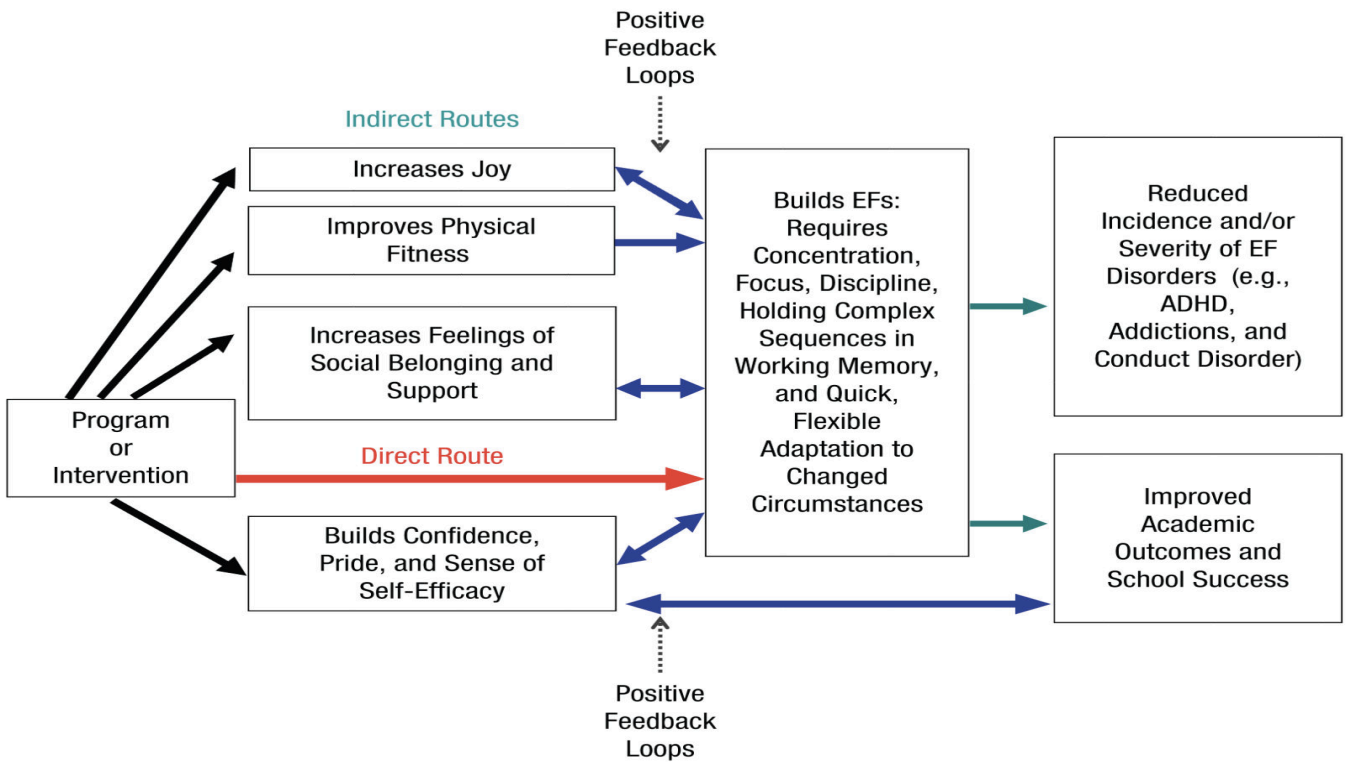 Positive
Feedback
Loops
Indirect Routes
Increases Joy
Improves Physical
Fitness
Increases Feelings of
Social Belonging and
Support
Program
or
Intervention
Direct Route
Builds Confidence,
Pride, and Sense of
Self-Efficacy
Builds EFs:
Requires
Concentration,
Focus, Discipline,
Holding Complex
Sequences in
Working Memory,
and Quick,
Flexible
Adaptation to
Changed
Circumstances
Reduced
Incidence and/or
Severity of EF
Disorders (e.g.,
ADHD,
Addictions, and
Conduct Disorder)
Improved
Academic
Outcomes and
School Success
Positive
Feedback
Loops